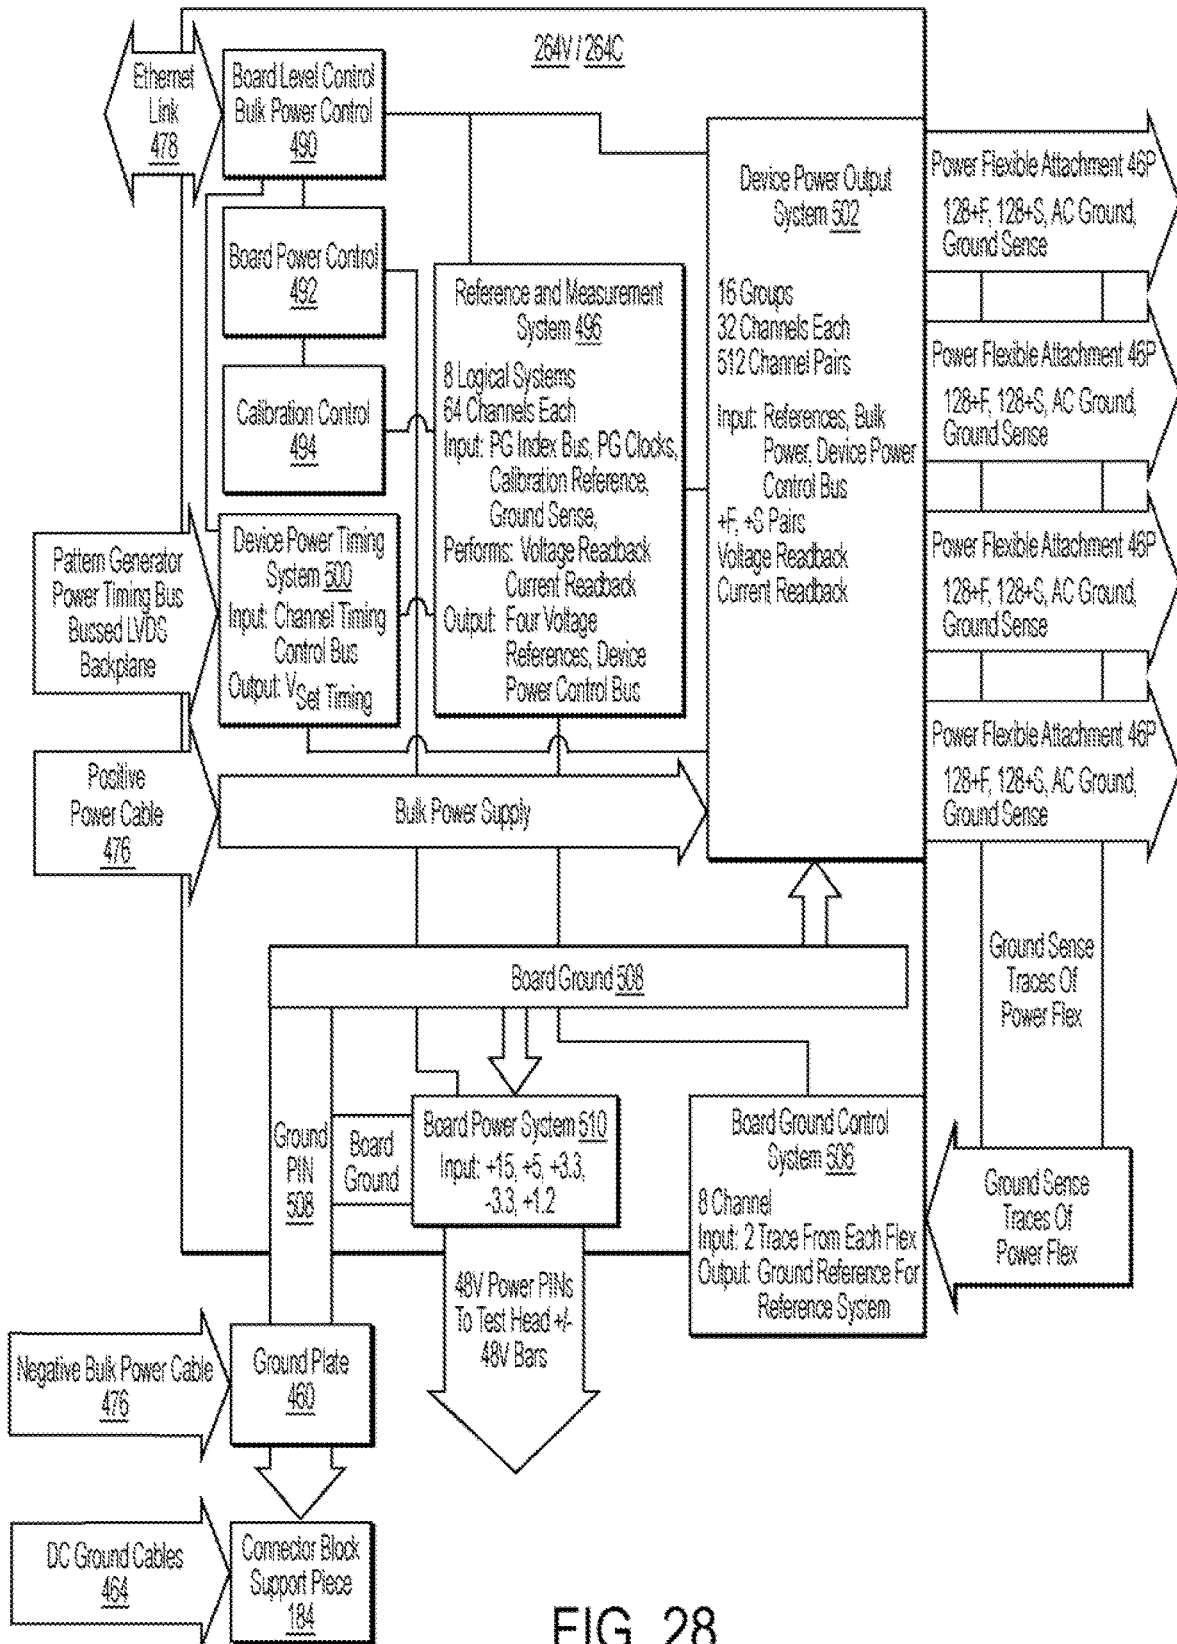 264V / 264C
Ethernet
Link
478
Board Level Control
Bulk Power Control
490
Board Power Control
492
Calibration Control
494
Pattern Generator
Power Timing Bus
Bussed LVDS
Backplane
Device Power Timing
System 500
Input: Channel Timing
Control Bus
Output: VSet Timing
Reference and Measurement
System 496
8 Logical Systems
64 Channels Each
Input: PG Index Bus, PG Clocks,
Calibration Reference,
Ground Sense,
Performs: Voltage Readback
Current Readback
Output: Four Voltage
References, Device
Power Control Bus
Device Power Output
System 502
16 Groups
32 Channels Each
512 Channel Pairs
Input: References, Bulk
Power, Device Power
Control Bus
+F, +S Pairs
Voltage Readback
Current Readback
Power Flexible Attachment 46P
128+F, 128+S, AC Ground,
Ground Sense
Power Flexible Attachment 46P
128+F, 128+S, AC Ground,
Ground Sense
Power Flexible Attachment 46P
128+F, 128+S, AC Ground,
Ground Sense
Power Flexible Attachment 46P
128+F, 128+S, AC Ground,
Ground Sense
Positive
Power Cable
476
Bulk Power Supply
Board Ground 508
Ground Sense
Traces Of
Power Flex
Ground
PIN
508
Board
Ground
Board Power System 510
Input: +15, +5, +3.3,
-3.3, +1.2
Board Ground Control
System 506
8 Channel
Input: 2 Trace From Each Flex
Output: Ground Reference For
Reference System
Ground Sense
Traces Of
Power Flex
48V Power PINs
To Test Head +/-
48V Bars
Negative Bulk Power Cable
476
Ground Plate
460
DC Ground Cables
464
Connector Block
Support Piece
184
FIG. 28